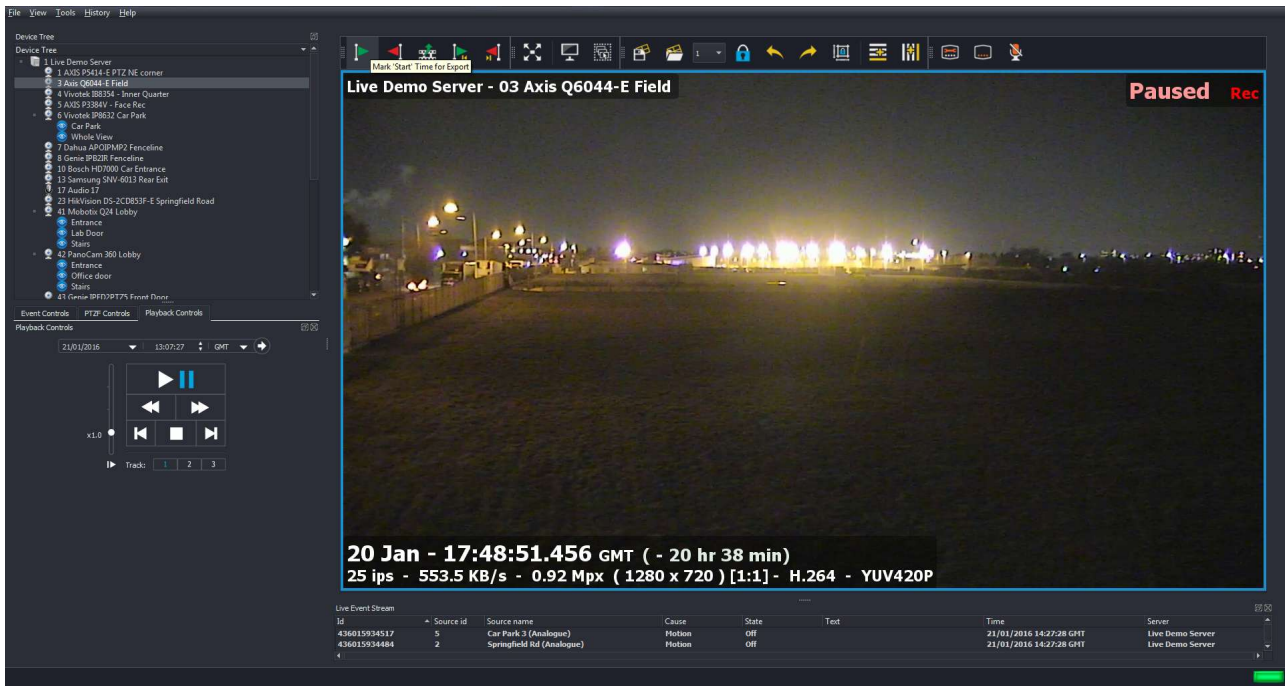 File View Tools History Help
Device Tree
Device Tree
1 Live Demo Server
1 AXIS P5414-E PTZ NE corner
3 Axis Q6044-E Field
4 Vivotek IB8354 - Inner Quarter
5 AXIS P3384V - Face Rec
6 Vivotek IP8632 Car Park
Car Park
Whole View
7 Dahua APOIPMP2 Fenceline
8 Genie IPB2IR Fenceline
10 Bosch HD7000 Car Entrance
13 Samsung SNV-6013 Rear Exit
17 Audio 17
23 HikVision DS-2CD853F-E Springfield Road
41 Mobotix Q24 Lobby
Entrance
Lab Door
Stairs
42 PanoCam 360 Lobby
Entrance
Office door
Stairs
43 Genie IPFD2PTZ5 Front Door
Event Controls PTZF Controls Playback Controls
Playback Controls
21/01/2016 13:07:27 GMT
x1.0
Track: 1 2 3
1
Mark 'Start' Time for Export
Live Demo Server - 03 Axis Q6044-E Field
Paused Rec
20 Jan - 17:48:51.456 GMT ( - 20 hr 38 min)
25 ips - 553.5 KB/s - 0.92 Mpx ( 1280 x 720 ) [1:1] - H.264 - YUV420P
Live Event Stream
Id Source id Source name Cause State Text Time Server
436015934517 5 Car Park 3 (Analogue) Motion Off 21/01/2016 14:27:28 GMT Live Demo Server
436015934484 2 Springfield Rd (Analogue) Motion Off 21/01/2016 14:27:28 GMT Live Demo Server